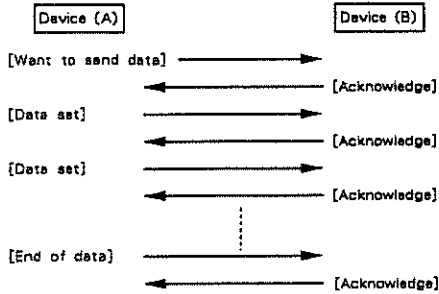 Device (A) Device (B)
[Want to send data]
[Acknowledge]
[Data set]
[Acknowledge]
[Data set]
[Acknowledge]
[End of data]
[Acknowledge]